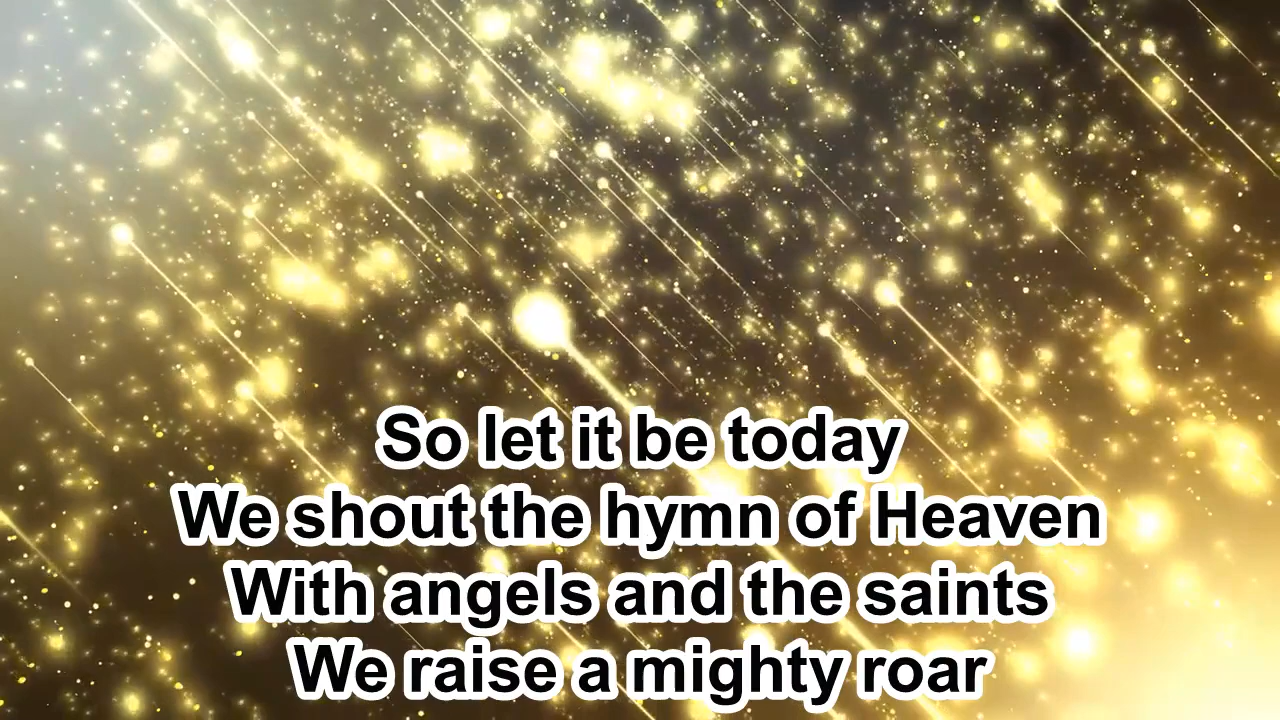 So let it be today
We shout the hymn of Heaven
With angels and the saints
We raise a mighty roar